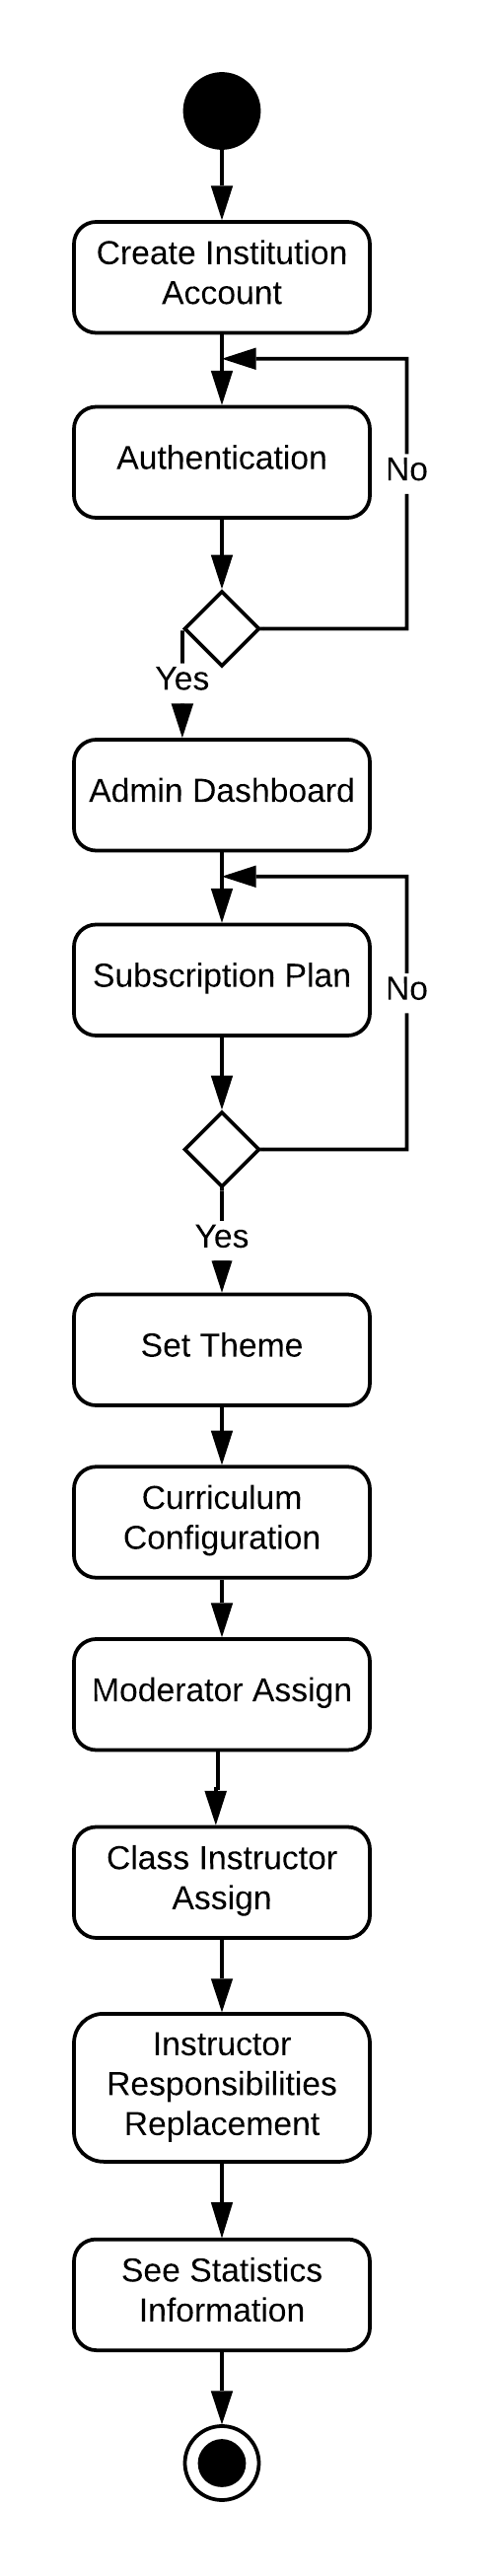 Create Institution
Account
Authentication
No
Yes
Admin Dashboard
Subscription Plan
No
Yes
Set Theme
Curriculum
Configuration
Moderator Assign
Class Instructor
Assign
Instructor
Responsibilities
Replacement
See Statistics
Information